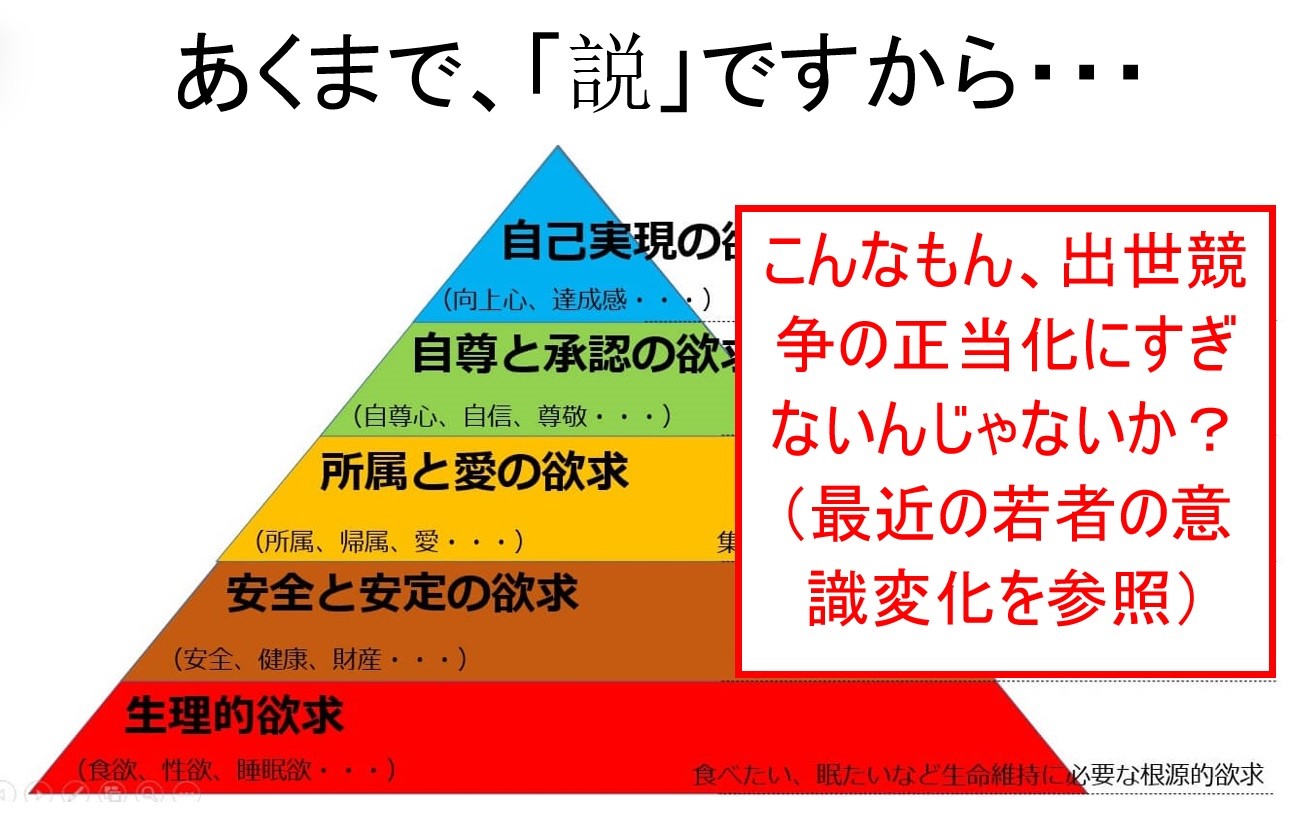 あくまで、「説」ですから・・・
自己実現の
（向上心、達成感・・・）
自尊と承認の欲
（自尊心、自信、尊敬・・・）
所属と愛の欲求
（所属、帰属、愛・・・）
集
安全と安定の欲求
（安全、健康、財産・・・）
生理的欲求
（食欲、性欲、睡眠欲・・・）
食べたい、眠たいなど生命維持に必要な根源的欲求
こんなもん、出世競
争の正当化にすぎ
ないんじゃないか？
（最近の若者の意
識変化を参照）